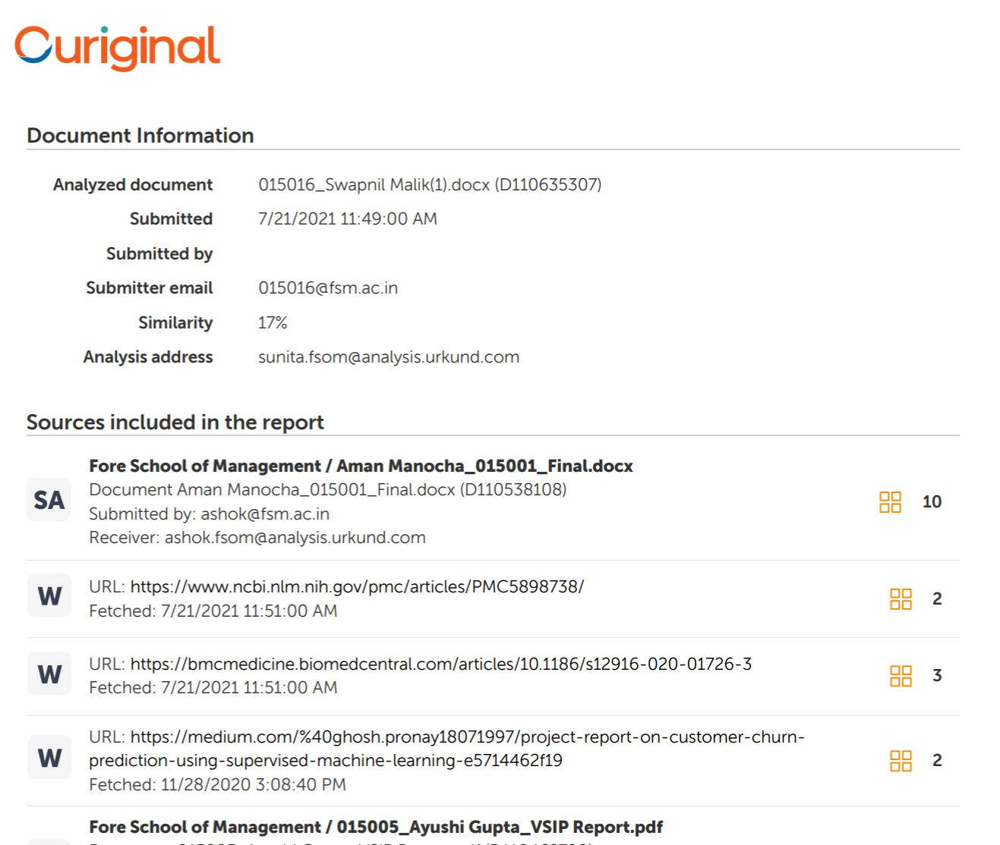 Ouriginal
Document Information
Analyzed document 015016_Swapnil Malik(1).docx (D110635307)
Submitted 7/21/2021 11:49:00 AM
Submitted by
Submitter email 015016@fsm.ac.in
Similarity 17%
Analysis address sunita.fsom@analysis.urkund.com
Sources included in the report
Fore School of Management / Aman Manocha_015001_Final.docx
SA Document Aman Manocha_015001_Final.docx (D110538108) 10
Submitted by: ashok@fsm.ac.in
Receiver: ashok.fsom@analysis.urkund.com
W URL: https://www.ncbi.nlm.nih.gov/pmc/articles/PMC5898738/ 2
Fetched: 7/21/2021 11:51:00 AM
W URL: https://bmcmedicine.biomedcentral.com/articles/10.1186/s12916-020-01726-3 3
Fetched: 7/21/2021 11:51:00 AM
URL: https://medium.com/%40ghosh.pronay18071997/project-report-on-customer-churn-
W prediction-using-supervised-machine-learning-e5714462f19 2
Fetched: 11/28/2020 3:08:40 PM
Fore School of Management / 015005_Ayushi Gupta_VSIP Report.pdf